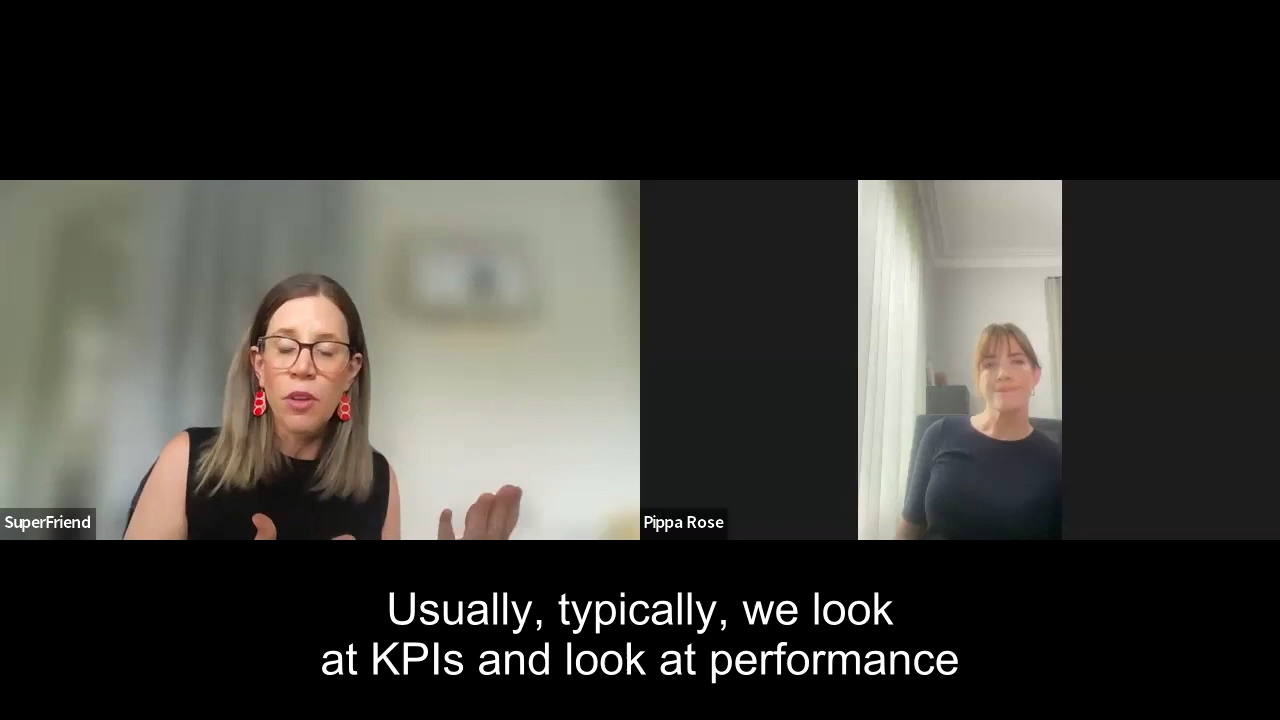 SuperFriend
Pippa Rose
Usually, typically, we look
at KPIs and look at performance